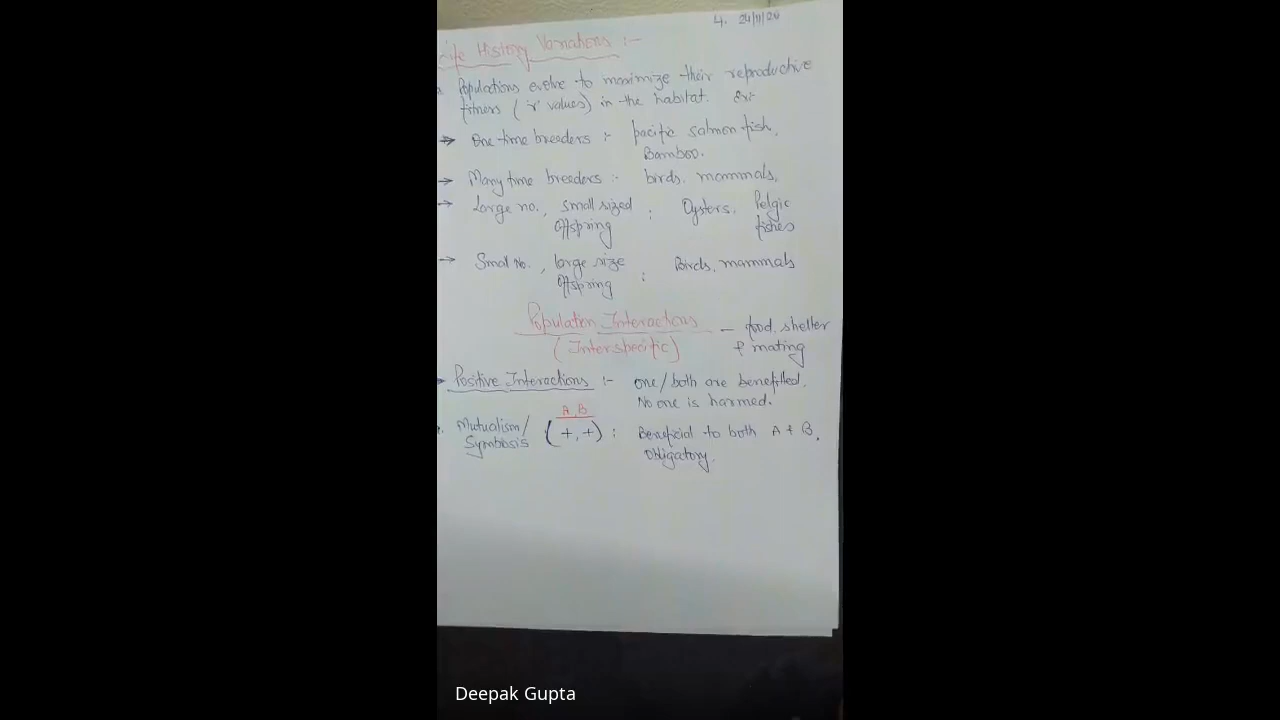 4. 24/11/20
Life History Variations :-
Populations evolve to maximize their reproductive
fitness ( 'r' values) in the habitat. Ex:-
→ One time breeders :- pacific salmon fish,
Bamboo.
→ Many time breeders :- birds, mammals,
→ Large no., Small sized : Oysters, Pelgic
Offspring fishes
→ Small No., large size : Birds, mammals
Offspring
Population Interactions – food, shelter
(Interspecific) & mating
→ Positive Interactions :- one/both are benefitted.
No one is harmed.
A, B
Mutualism/ (+, +) : Beneficial to both A & B,
Symbosis Obligatory.
Deepak Gupta